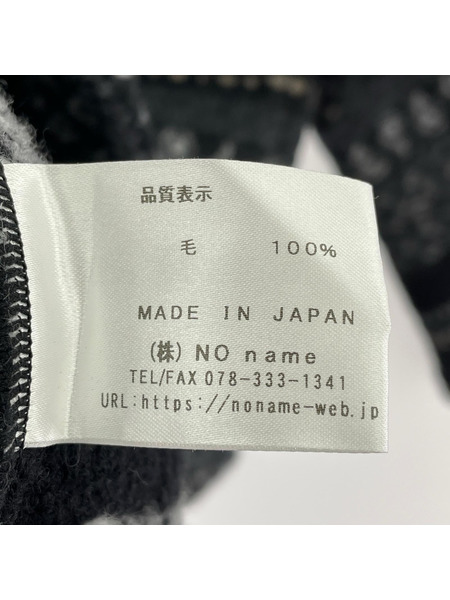 品質表示
毛 100%
MADE IN JAPAN
(株) NO name
TEL/FAX 078-333-1341
URL:https://noname-web.jp